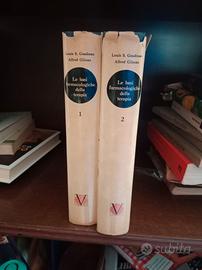 Louis S. Goodman
Alfred Gilman
Le basi
farmacologiche
della
terapia
1
V
Louis S. Goodman
Alfred Gilman
Le basi
farmacologiche
della
terapia
2
V
subito